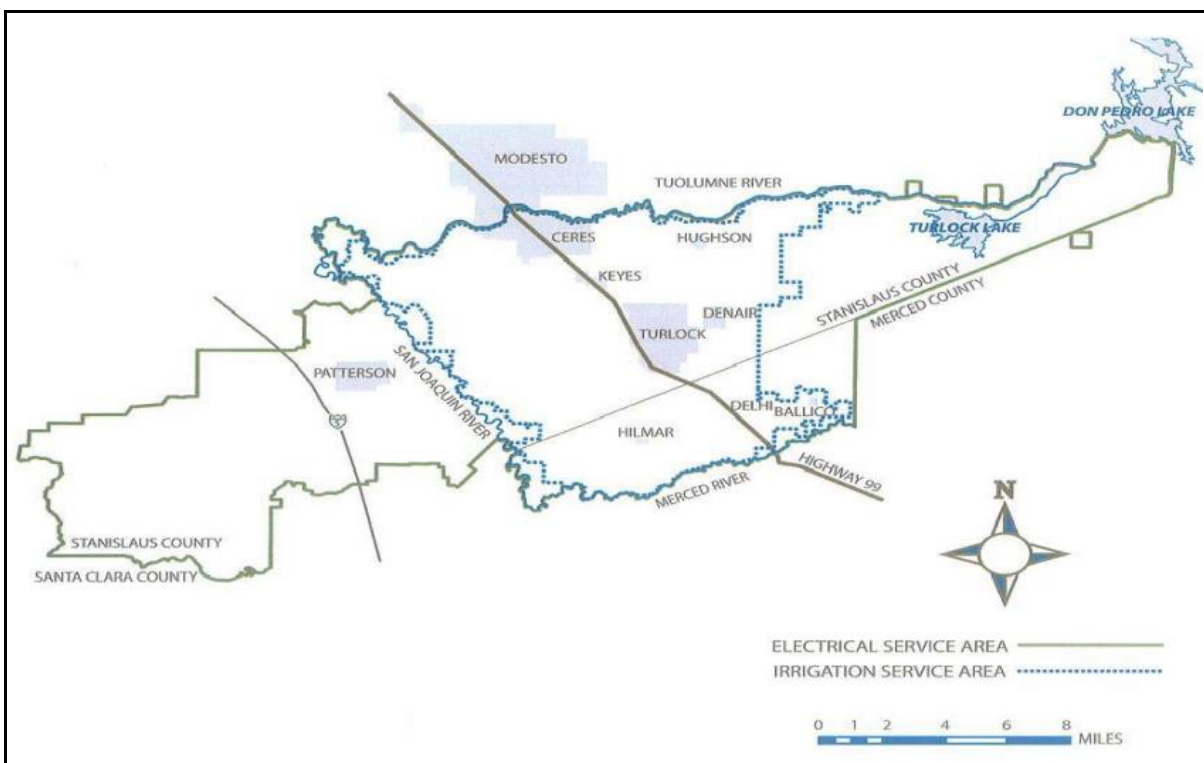 DON PEDRO LAKE
MODESTO
TUOLUMNE RIVER
TURLOCK LAKE
CERES
HUGHSON
KEYES
STANISLAUS COUNTY
MERCED COUNTY
DENAIR
TURLOCK
PATTERSON
SAN JOAQUIN RIVER
DELHI
BALLICO
HILMAR
HIGHWAY 99
MERCED RIVER
N
STANISLAUS COUNTY
SANTA CLARA COUNTY
ELECTRICAL SERVICE AREA
IRRIGATION SERVICE AREA
0 1 2 4 6 8
MILES